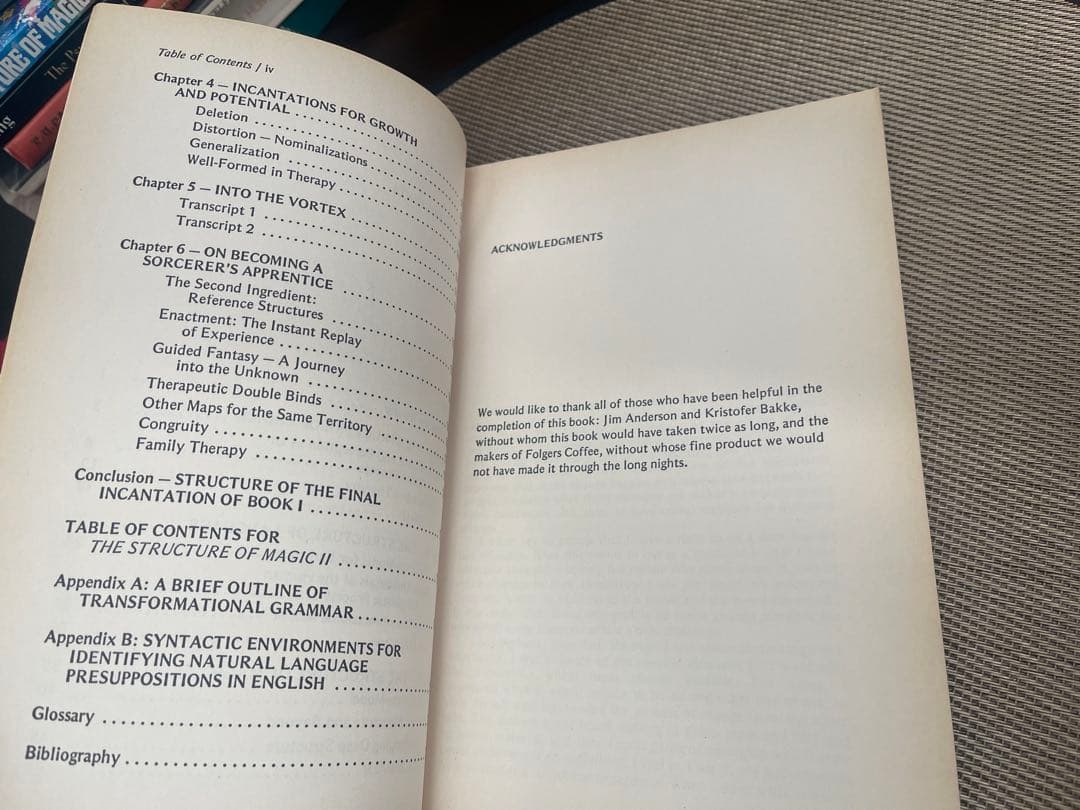 TURE OF MAGIC
The
Table of Contents / iv
Chapter 4 — INCANTATIONS FOR GROWTH
AND POTENTIAL
Deletion
Distortion — Nominalizations
Generalization
Well-Formed in Therapy
Chapter 5 — INTO THE VORTEX
Transcript 1
Transcript 2
Chapter 6 — ON BECOMING A
SORCERER'S APPRENTICE
The Second Ingredient:
Reference Structures
Enactment: The Instant Replay
of Experience
Guided Fantasy — A Journey
into the Unknown
Therapeutic Double Binds
Other Maps for the Same Territory
Congruity
Family Therapy
Conclusion — STRUCTURE OF THE FINAL
INCANTATION OF BOOK I
TABLE OF CONTENTS FOR
THE STRUCTURE OF MAGIC II
Appendix A: A BRIEF OUTLINE OF
TRANSFORMATIONAL GRAMMAR
Appendix B: SYNTACTIC ENVIRONMENTS FOR
IDENTIFYING NATURAL LANGUAGE
PRESUPPOSITIONS IN ENGLISH
Glossary
Bibliography
ACKNOWLEDGMENTS
We would like to thank all of those who have been helpful in the
completion of this book: Jim Anderson and Kristofer Bakke,
without whom this book would have taken twice as long, and the
makers of Folgers Coffee, without whose fine product we would
not have made it through the long nights.